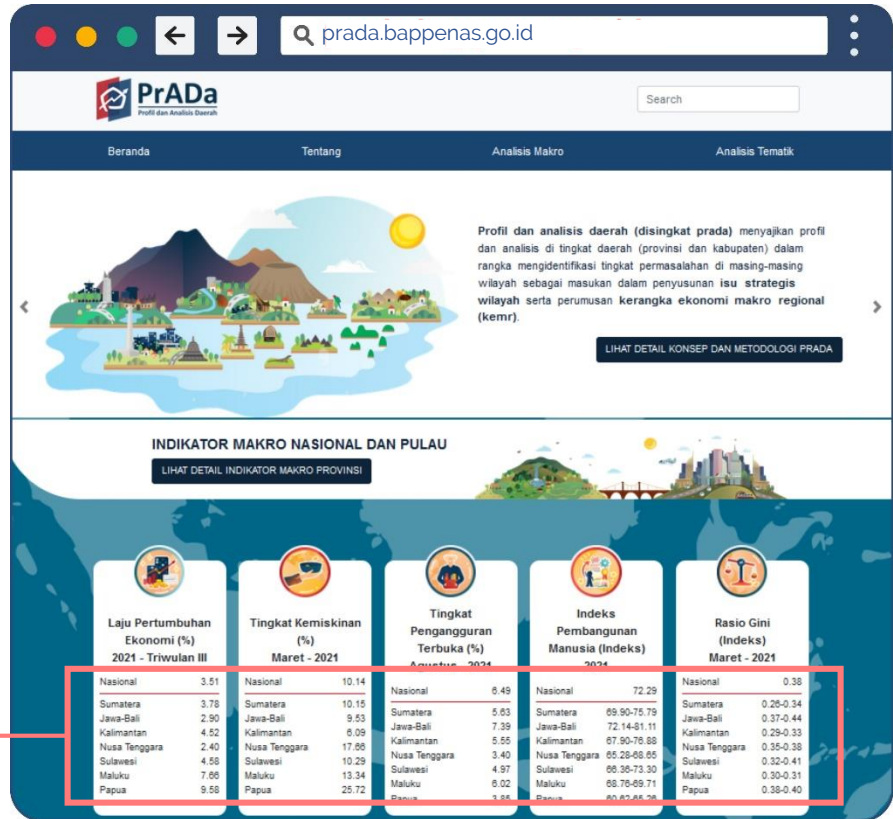 prada.bappenas.go.id
PrADa
Profil dan Analisis Daerah
Search
Beranda Tentang Analisis Makro Analisis Tematik
Profil dan analisis daerah (disingkat prada) menyajikan profil
dan analisis di tingkat daerah (provinsi dan kabupaten) dalam
rangka mengidentifikasi tingkat permasalahan di masing-masing
wilayah sebagai masukan dalam penyusunan isu strategis
wilayah serta perumusan kerangka ekonomi makro regional
(kemr).
LIHAT DETAIL KONSEP DAN METODOLOGI PRADA
INDIKATOR MAKRO NASIONAL DAN PULAU
LIHAT DETAIL INDIKATOR MAKRO PROVINSI
Laju Pertumbuhan
Ekonomi (%)
2021 - Triwulan III
Nasional 3.51
Sumatera 3.78
Jawa-Bali 2.90
Kalimantan 4.52
Nusa Tenggara 2.40
Sulawesi 4.58
Maluku 7.66
Papua 9.58
Tingkat Kemiskinan
(%)
Maret - 2021
Nasional 10.14
Sumatera 10.15
Jawa-Bali 9.53
Kalimantan 6.09
Nusa Tenggara 17.66
Sulawesi 10.29
Maluku 13.34
Papua 25.72
Tingkat
Pengangguran
Terbuka (%)
Agustus - 2021
Nasional 6.49
Sumatera 5.63
Jawa-Bali 7.39
Kalimantan 5.55
Nusa Tenggara 3.40
Sulawesi 4.97
Maluku 6.02
Papua 3.85
Indeks
Pembangunan
Manusia (Indeks)
2021
Nasional 72.29
Sumatera 69.90-75.79
Jawa-Bali 72.14-81.11
Kalimantan 67.90-76.88
Nusa Tenggara 65.28-68.65
Sulawesi 66.36-73.30
Maluku 68.76-69.71
Papua 60.62-65.26
Rasio Gini
(Indeks)
Maret - 2021
Nasional 0.38
Sumatera 0.26-0.34
Jawa-Bali 0.37-0.44
Kalimantan 0.29-0.33
Nusa Tenggara 0.35-0.38
Sulawesi 0.32-0.41
Maluku 0.30-0.31
Papua 0.38-0.40